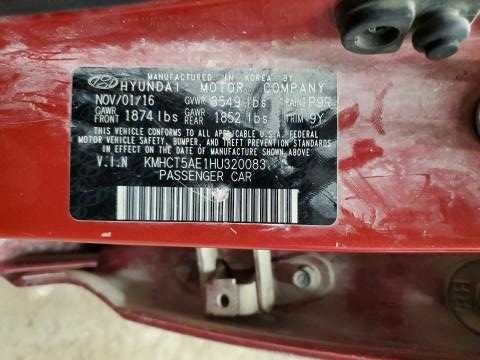 MANUFACTURED IN KOREA BY
HYUNDAI MOTOR COMPANY
NOV/01/16 GVWR 3549 lbs PAINT P9R
GAWR FRONT 1874 lbs GAWR REAR 1852 lbs TRIM 9Y
THIS VEHICLE CONFORMS TO ALL APPLICABLE U.S.A. FEDERAL
MOTOR VEHICLE SAFETY, BUMPER, AND THEFT PREVENTION
STANDARDS IN EFFECT ON THE DATE OF MANUFACTURE SHOWN ABOVE.
V.I.N KMHCT5AE1HU320083
PASSENGER CAR